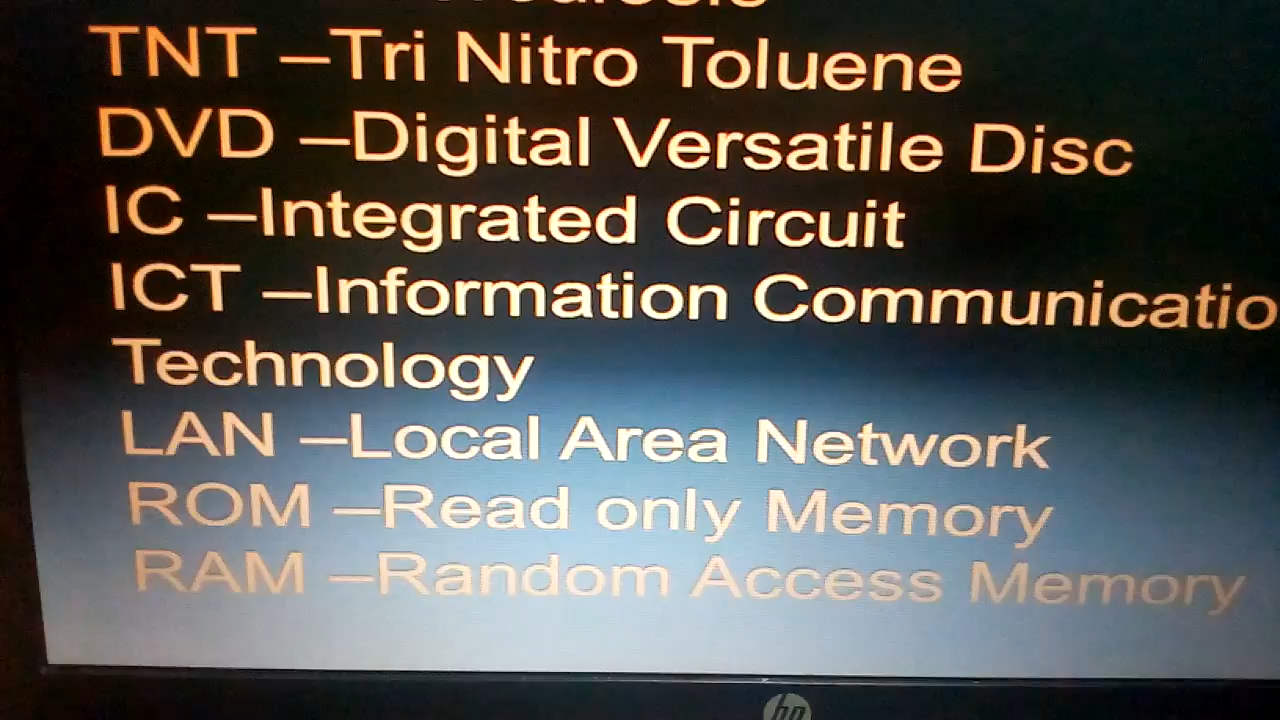 TNT –Tri Nitro Toluene
DVD –Digital Versatile Disc
IC –Integrated Circuit
ICT –Information Communicatio
Technology
LAN –Local Area Network
ROM –Read only Memory
RAM –Random Access Memory
hp